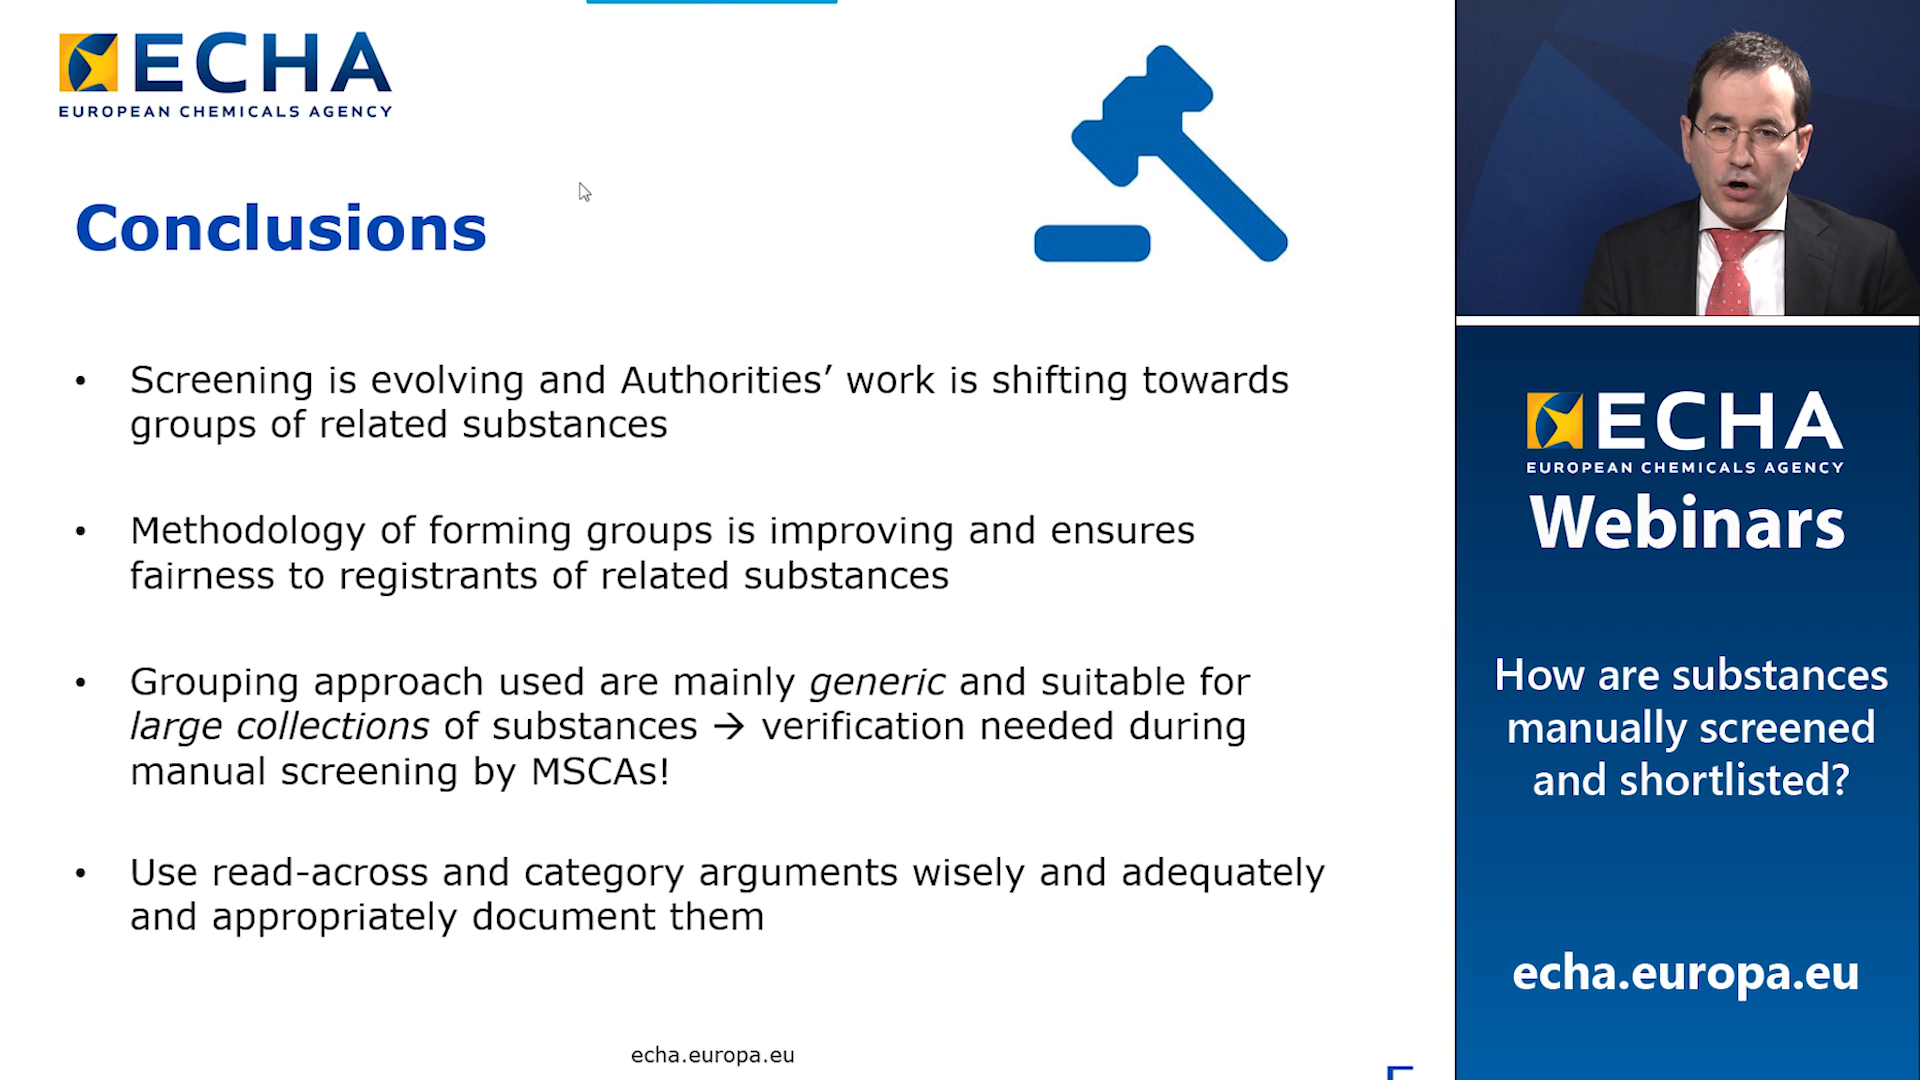 ECHA
EUROPEAN CHEMICALS AGENCY
Conclusions
• Screening is evolving and Authorities’ work is shifting towards
groups of related substances
• Methodology of forming groups is improving and ensures
fairness to registrants of related substances
• Grouping approach used are mainly generic and suitable for
large collections of substances → verification needed during
manual screening by MSCAs!
• Use read-across and category arguments wisely and adequately
and appropriately document them
echa.europa.eu
ECHA
EUROPEAN CHEMICALS AGENCY
Webinars
How are substances
manually screened
and shortlisted?
echa.europa.eu